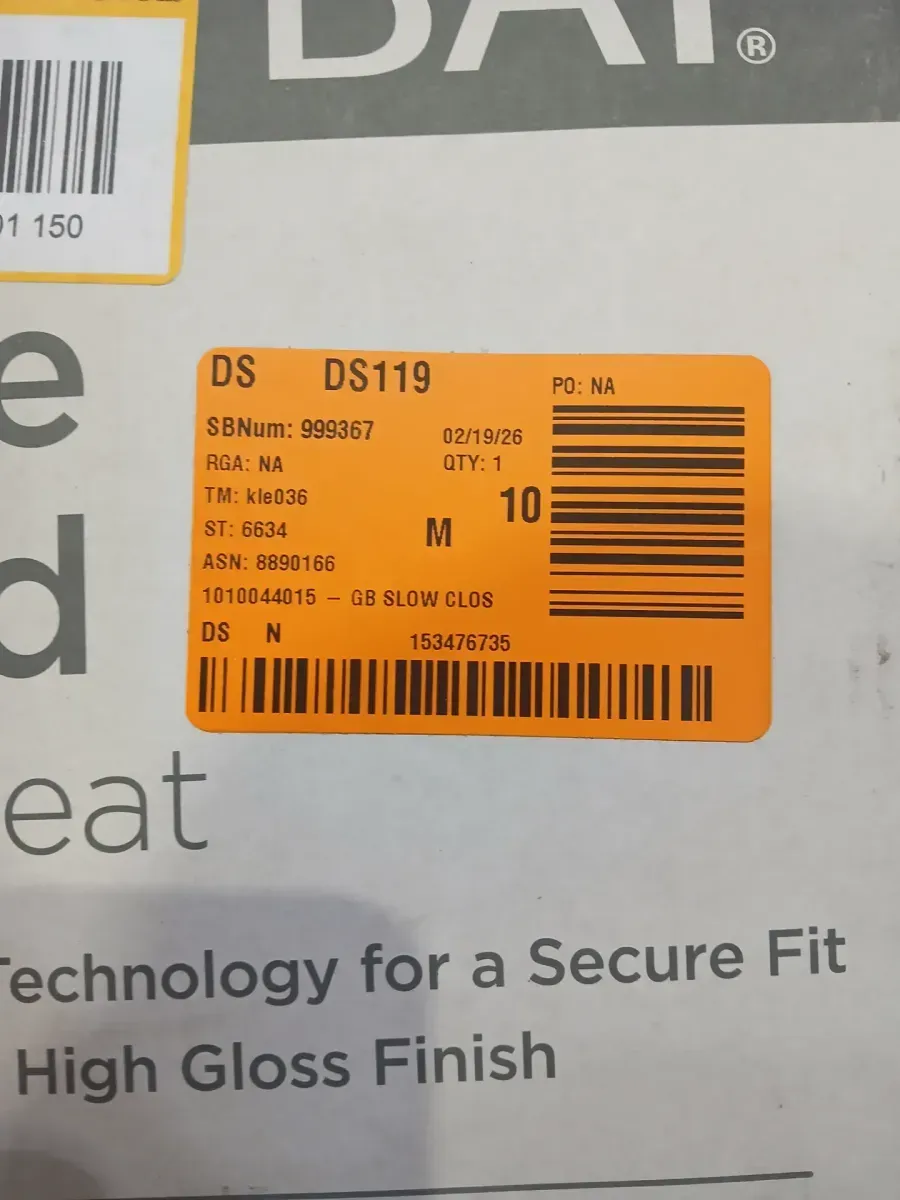 BAY®
01 150
e
DS DS119
PO: NA
SBNum: 999367
02/19/26
RGA: NA
QTY: 1
TM: kle036
10
ST: 6634
M
ASN: 8890166
1010044015 – GB SLOW CLOS
DS N
153476735
d
eat
Technology for a Secure Fit
High Gloss Finish